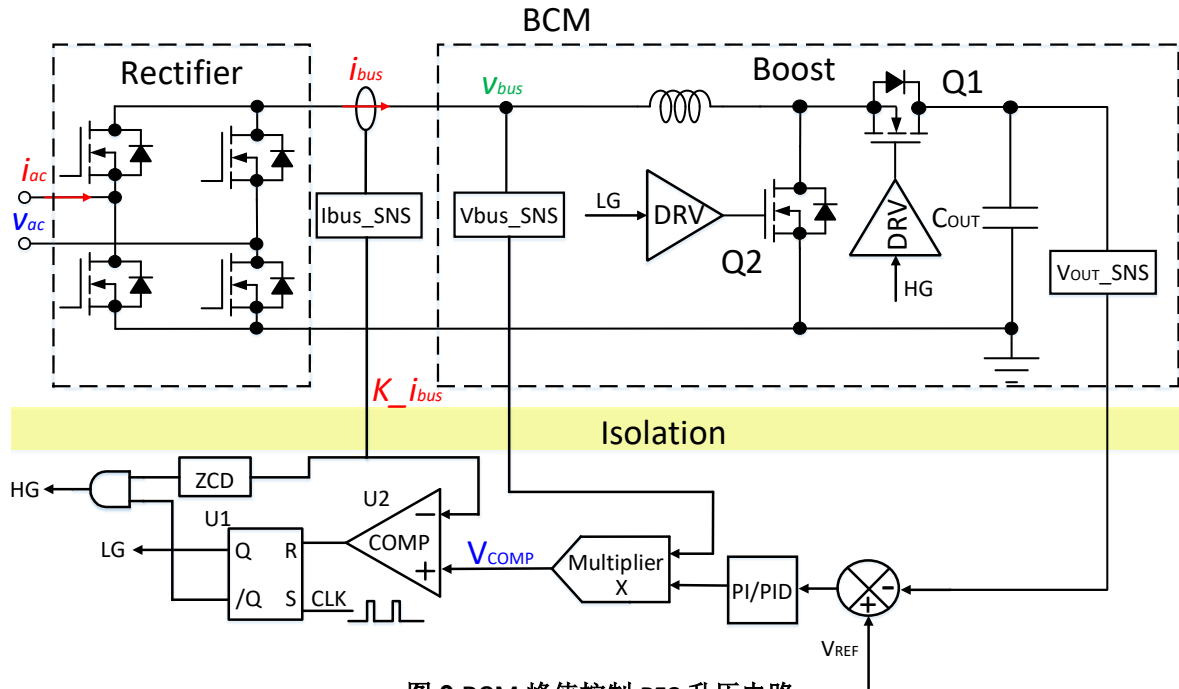 BCM
Rectifier
ibus
vbus
Boost
Q1
iac
vac
Ibus_SNS
Vbus_SNS
LG
DRV
Q2
DRV
HG
COUT
VOUT_SNS
K_ibus
Isolation
HG
ZCD
U2
U1
COMP
−
+
LG
Q
R
/Q
S
CLK
VCOMP
Multiplier
X
PI/PID
-
+
VREF